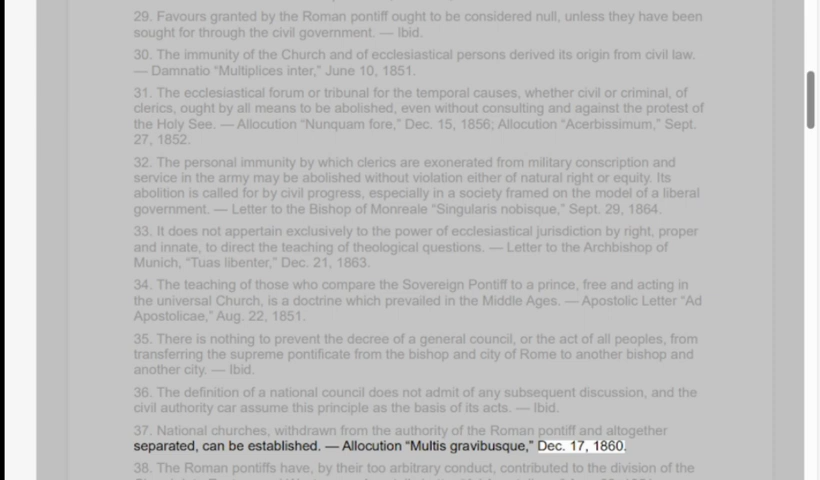 29. Favours granted by the Roman pontiff ought to be considered null, unless they have been
sought for through the civil government. — Ibid.
30. The immunity of the Church and of ecclesiastical persons derived its origin from civil law.
— Damnatio “Multiplices inter,” June 10, 1851.
31. The ecclesiastical forum or tribunal for the temporal causes, whether civil or criminal, of
clerics, ought by all means to be abolished, even without consulting and against the protest of
the Holy See. — Allocution “Nunquam fore,” Dec. 15, 1856; Allocution “Acerbissimum,” Sept.
27, 1852.
32. The personal immunity by which clerics are exonerated from military conscription and
service in the army may be abolished without violation either of natural right or equity. Its
abolition is called for by civil progress, especially in a society framed on the model of a liberal
government. — Letter to the Bishop of Monreale “Singularis nobisque,” Sept. 29, 1864.
33. It does not appertain exclusively to the power of ecclesiastical jurisdiction by right, proper
and innate, to direct the teaching of theological questions. — Letter to the Archbishop of
Munich, “Tuas libenter,” Dec. 21, 1863.
34. The teaching of those who compare the Sovereign Pontiff to a prince, free and acting in
the universal Church, is a doctrine which prevailed in the Middle Ages. — Apostolic Letter “Ad
Apostolicae,” Aug. 22, 1851.
35. There is nothing to prevent the decree of a general council, or the act of all peoples, from
transferring the supreme pontificate from the bishop and city of Rome to another bishop and
another city. — Ibid.
36. The definition of a national council does not admit of any subsequent discussion, and the
civil authority car assume this principle as the basis of its acts. — Ibid.
37. National churches, withdrawn from the authority of the Roman pontiff and altogether
separated, can be established. — Allocution “Multis gravibusque,” Dec. 17, 1860.
38. The Roman pontiffs have, by their too arbitrary conduct, contributed to the division of the